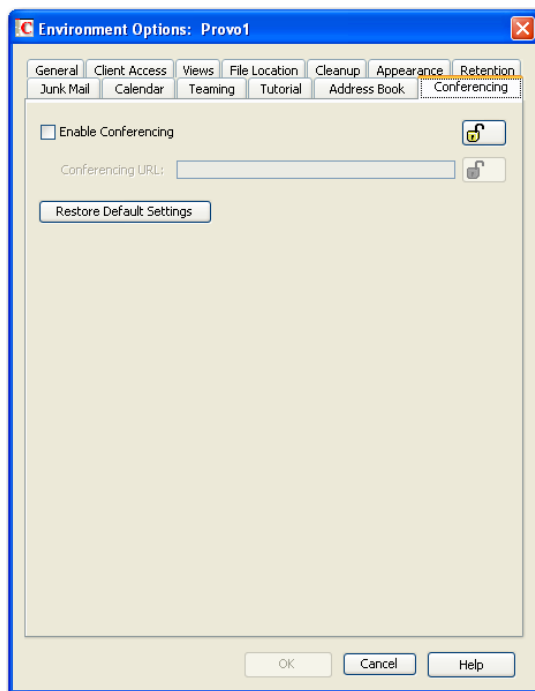 Environment Options: Provo1
General Client Access Views File Location Cleanup Appearance Retention
Junk Mail Calendar Teaming Tutorial Address Book Conferencing
Enable Conferencing
Conferencing URL:
Restore Default Settings
OK Cancel Help